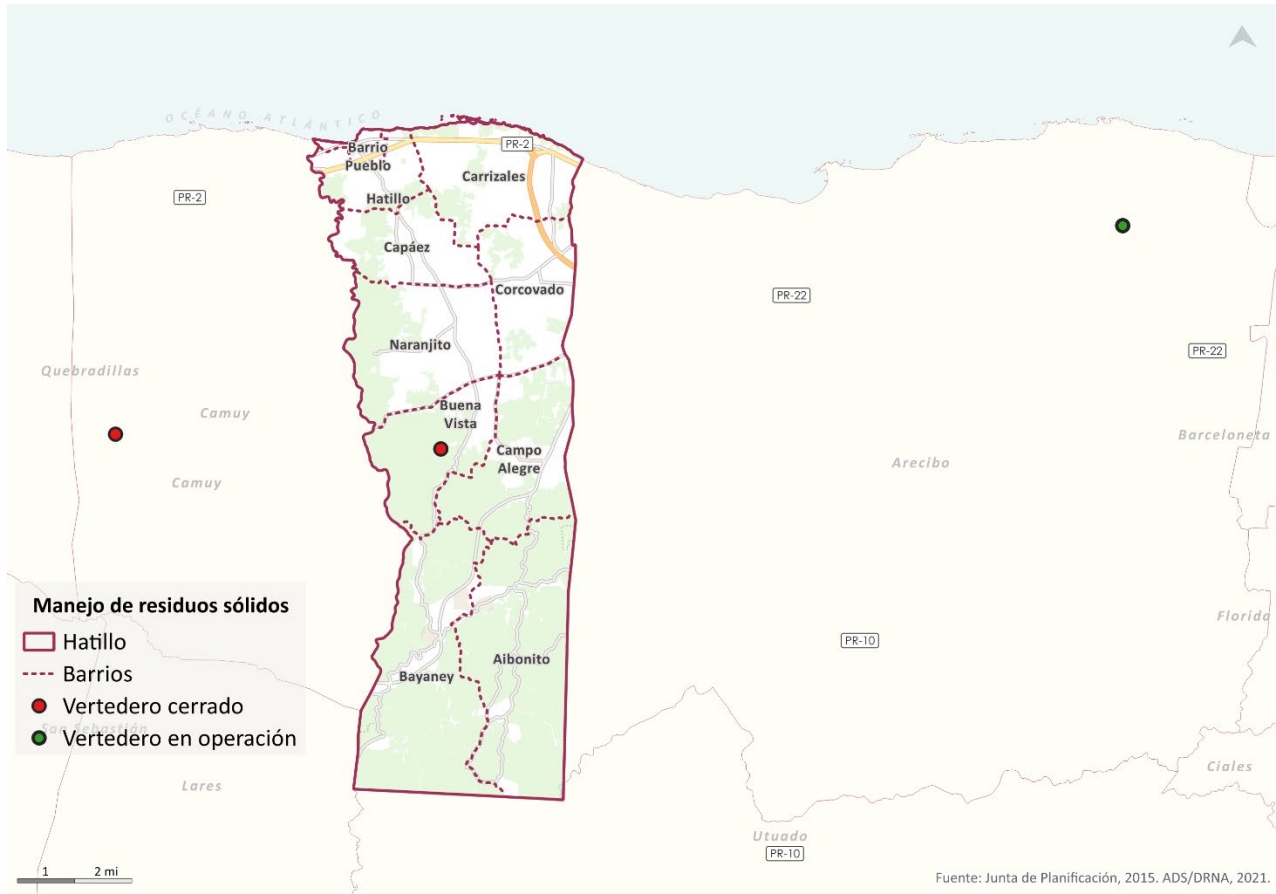 OCÉANO ATLÁNTICO
Barrio
Pueblo
PR-2
Carrizales
PR-2
Hatillo
Capáez
Corcovado
PR-22
Naranjito
PR-22
Quebradillas
Camuy
Buena
Vista
Barceloneta
Campo
Alegre
Arecibo
Camuy
Manejo de residuos sólidos
Hatillo
Barrios
Vertedero cerrado
Vertedero en operación
Florida
PR-10
Aibonito
Bayaney
San Sebastián
Ciales
Lares
Utuado
PR-10
1 2 mi
Fuente: Junta de Planificación, 2015. ADS/DRNA, 2021.